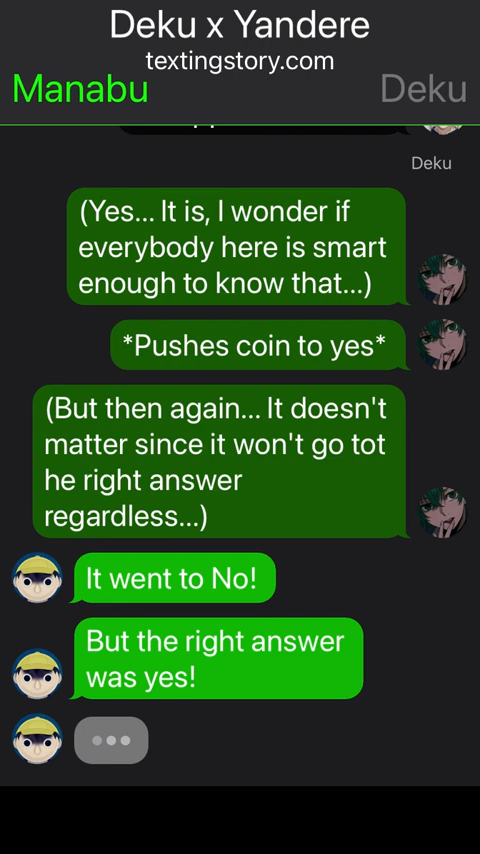 Deku x Yandere
textingstory.com
Manabu
Deku
Deku
(Yes... It is, I wonder if
everybody here is smart
enough to know that...)
*Pushes coin to yes*
(But then again... It doesn't
matter since it won't go tot
he right answer
regardless...)
It went to No!
But the right answer
was yes!